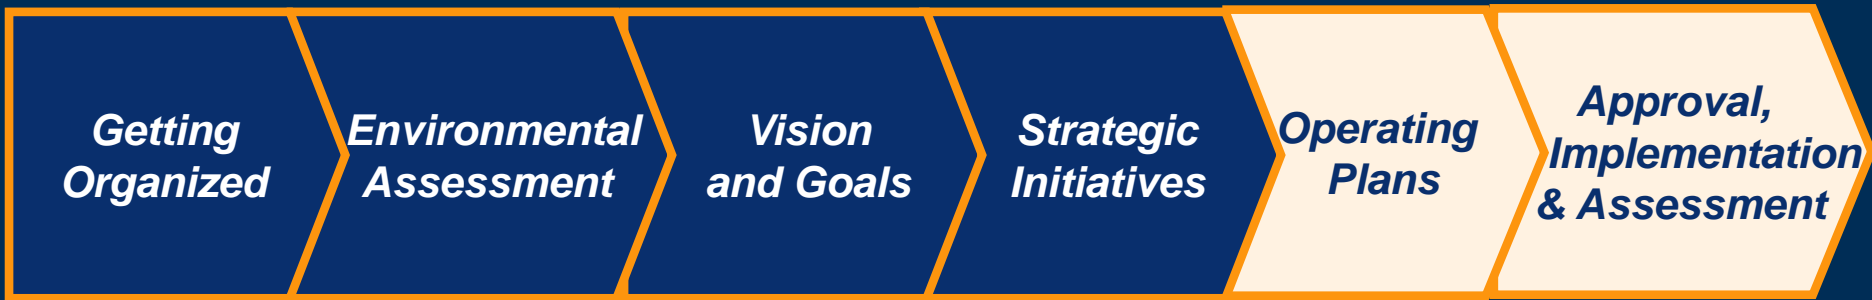 Getting
Organized
Environmental
Assessment
Vision
and Goals
Strategic
Initiatives
Operating
Plans
Approval,
Implementation
& Assessment